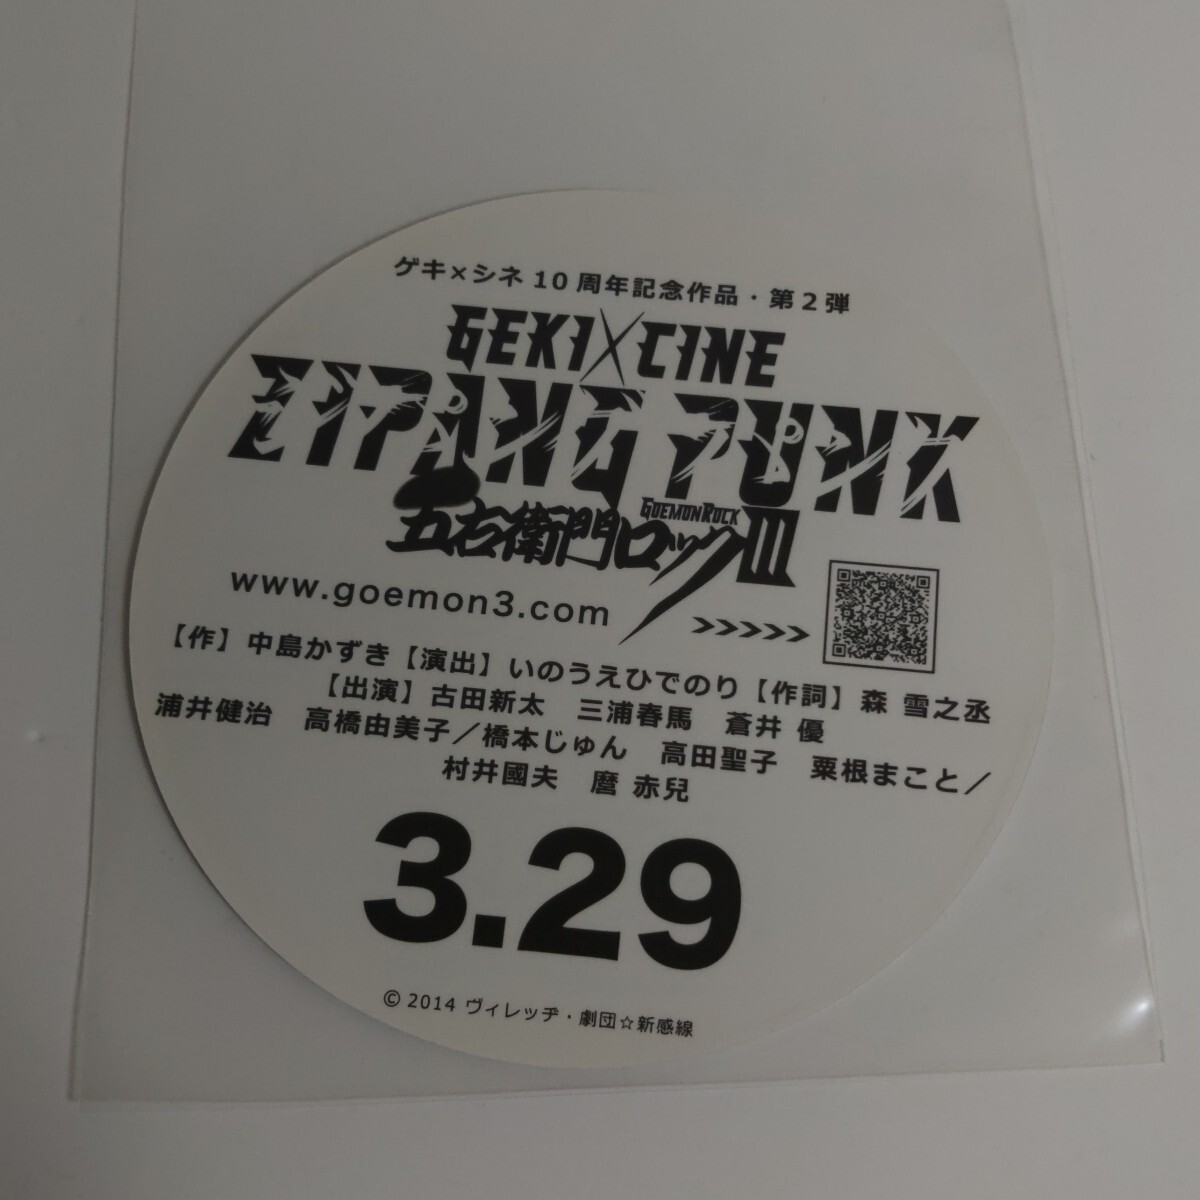 ゲキ×シネ10周年記念作品・第2弾
GEKI×CINE
ZIPANG PUNK
GOEMONROCK
五右衛門ロックIII
www.goemon3.com >>>>>
【作】中島かずき【演出】いのうえひでのり【作詞】森 雪之丞
【出演】古田新太 三浦春馬 蒼井 優
浦井健治 高橋由美子／橋本じゅん 高田聖子 粟根まこと／
村井國夫 麿 赤兒
3.29
© 2014 ヴィレッヂ・劇団☆新感線